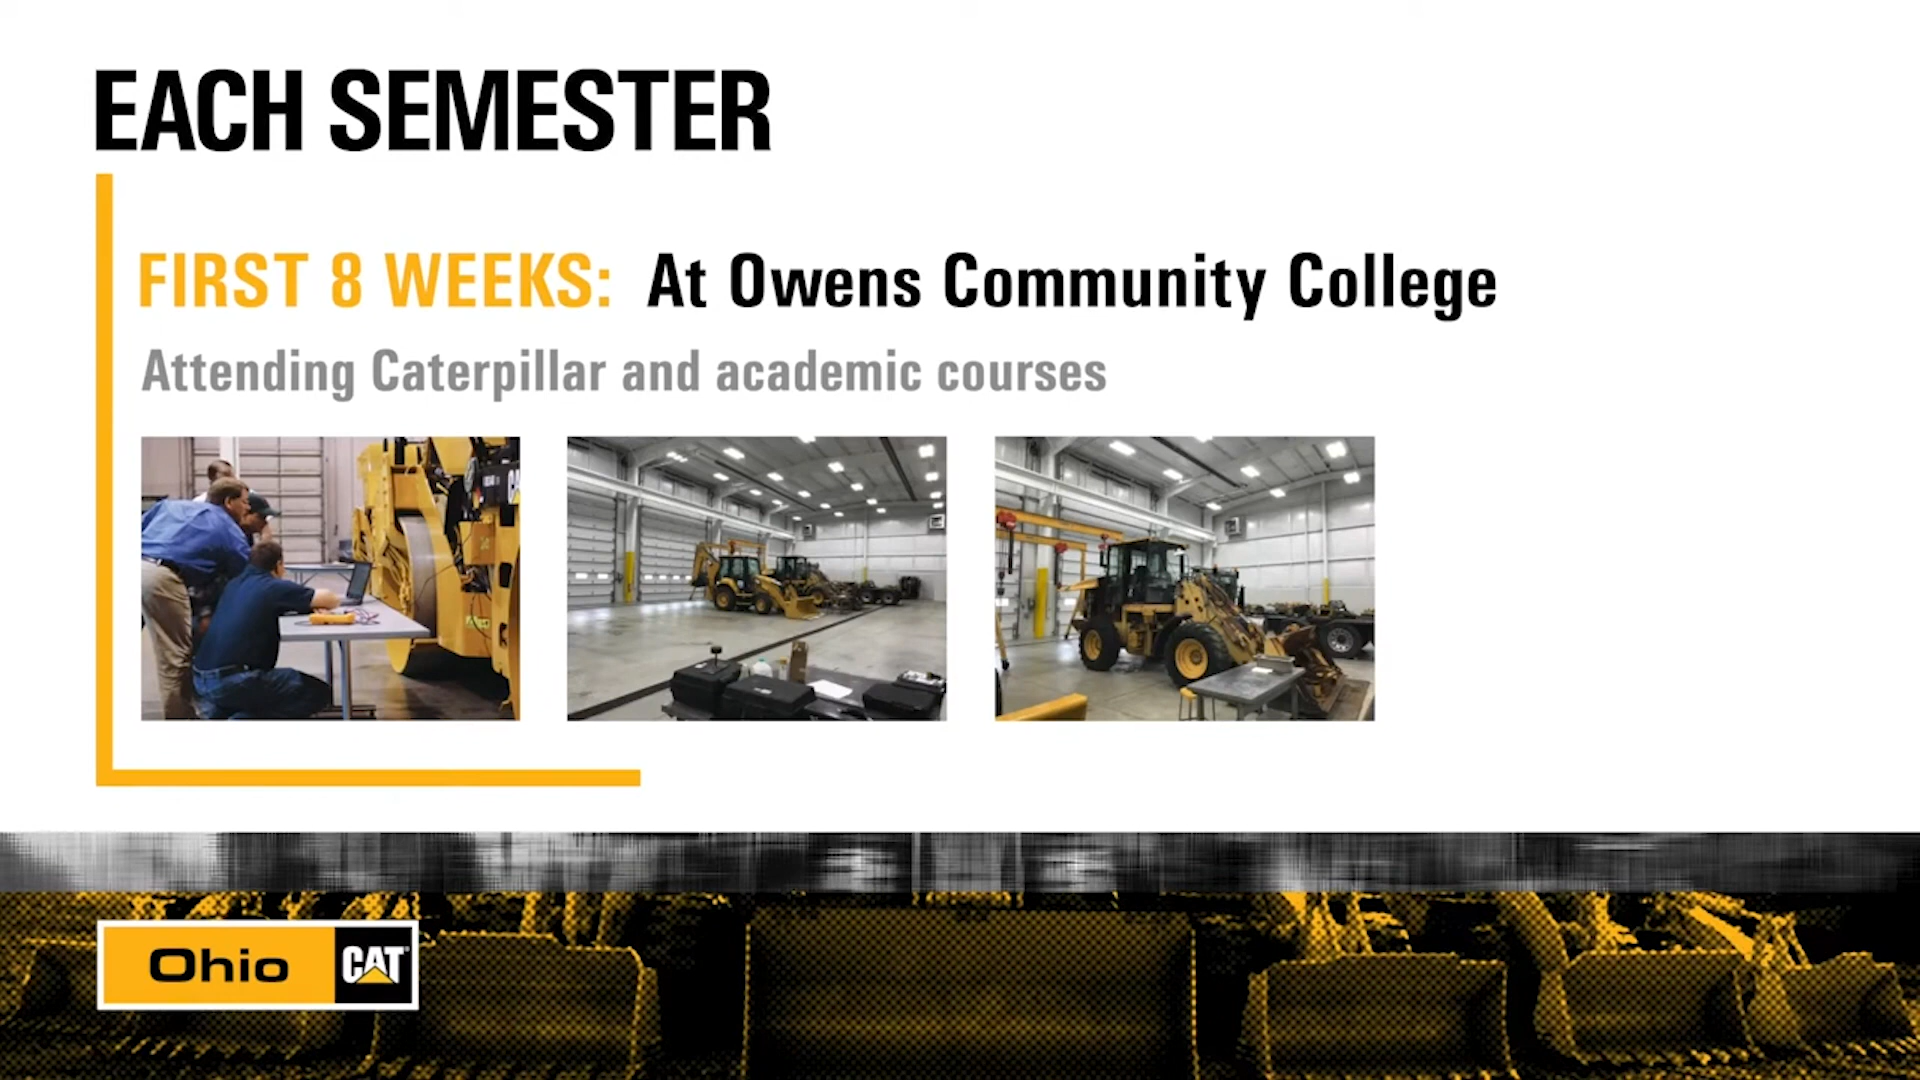 EACH SEMESTER
FIRST 8 WEEKS: At Owens Community College
Attending Caterpillar and academic courses
Ohio CAT